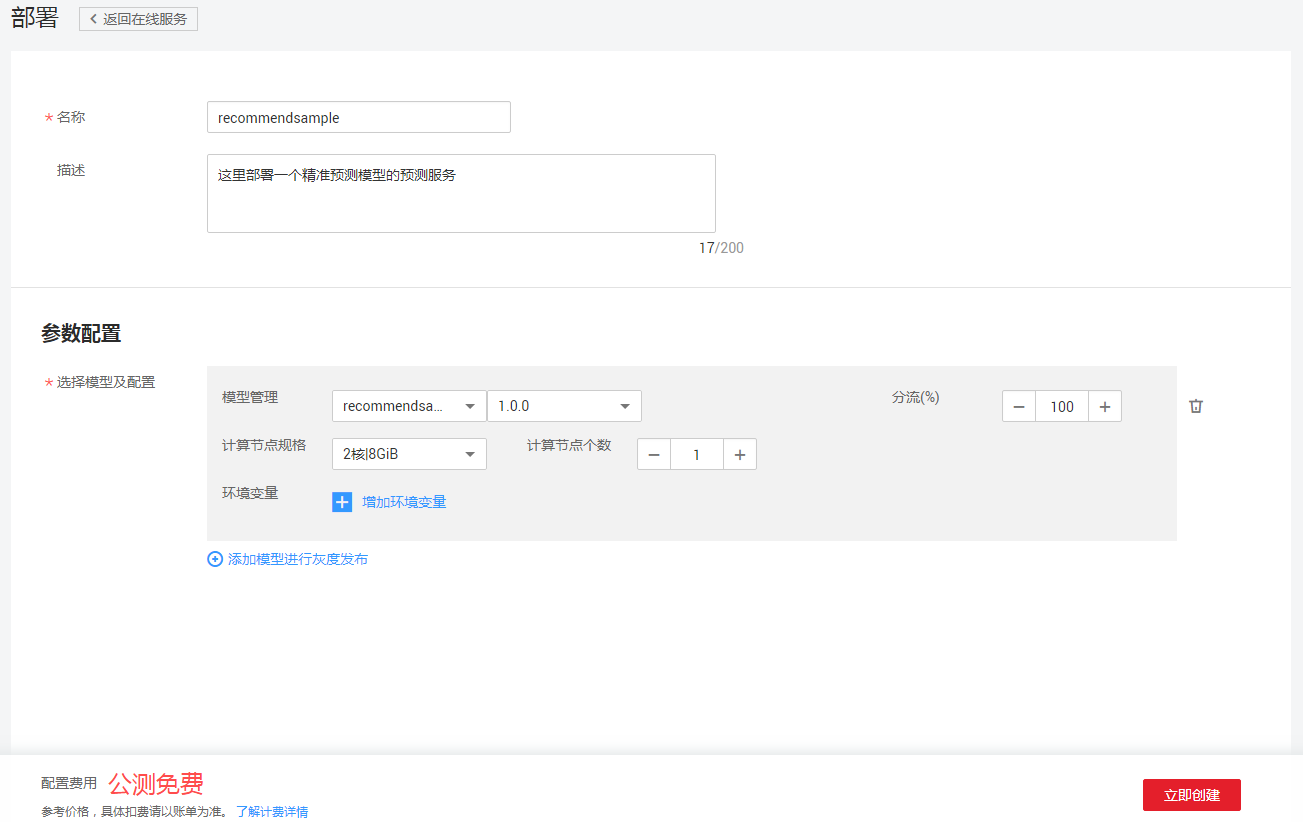 部署
返回在线服务
* 名称
recommendsample
描述
这里部署一个精准预测模型的预测服务
17/200
参数配置
* 选择模型及配置
模型管理
recommendsa...
1.0.0
分流(%)
100
计算节点规格
2核|8GiB
计算节点个数
1
环境变量
增加环境变量
添加模型进行灰度发布
配置费用 公测免费
参考价格，具体扣费请以账单为准。 了解计费详情
立即创建